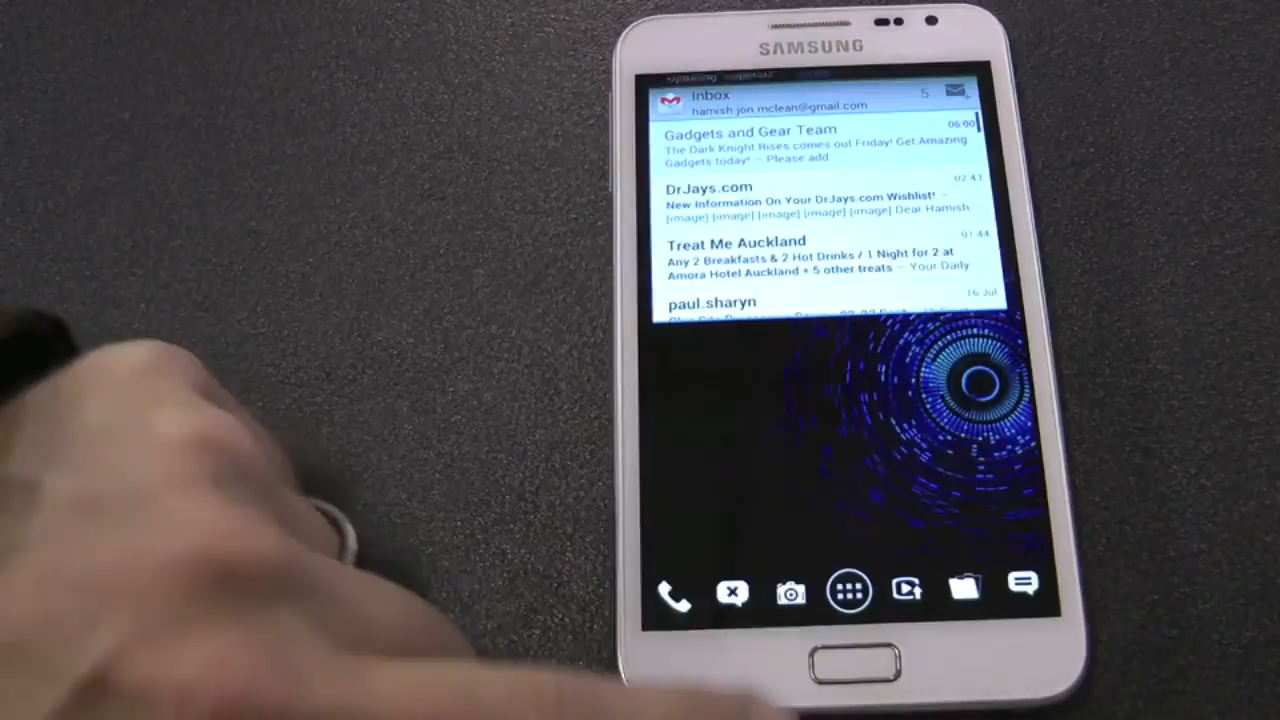 SAMSUNG
Inbox
5
hamish.jon.mclean@gmail.com
Gadgets and Gear Team
06:00
The Dark Knight Rises comes out Friday! Get Amazing
Gadgets today! – Please add
DrJays.com
02:43
New Information On Your DrJays.com Wishlist! –
[image] [image] [image] [image] [image] Dear Hamish,
Treat Me Auckland
01:44
Any 2 Breakfasts & 2 Hot Drinks / 1 Night for 2 at
Amora Hotel Auckland + 5 other treats – Your Daily
paul.sharyn
16 Jul